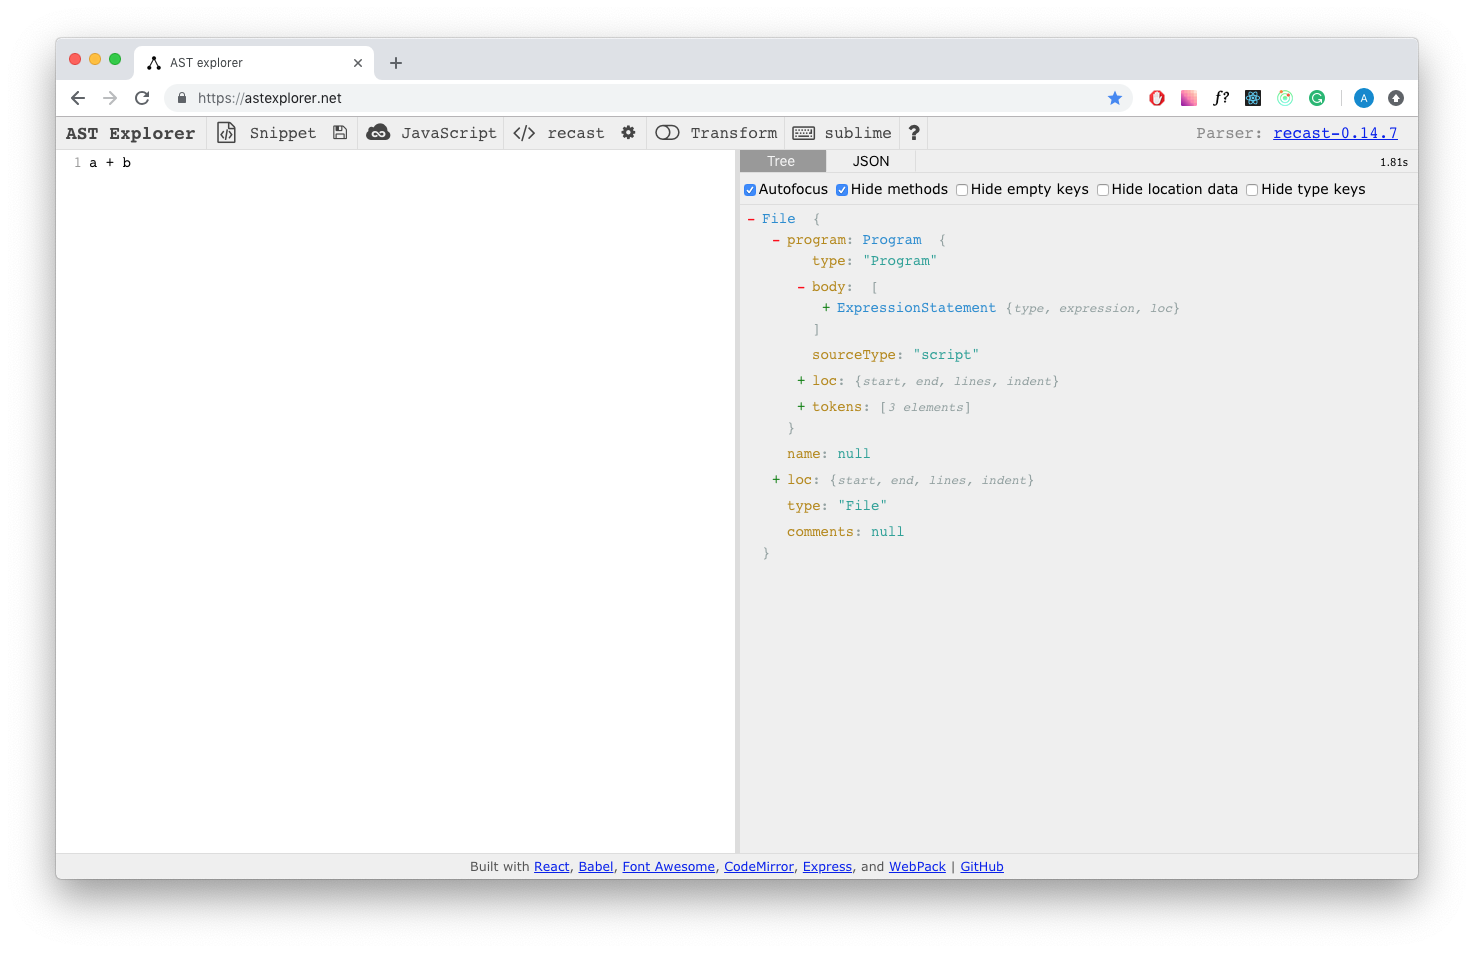 AST explorer
https://astexplorer.net
f?
A
AST Explorer Snippet JavaScript </> recast Transform sublime ? Parser: recast-0.14.7
1 a + b
Tree JSON 1.81s
Autofocus Hide methods Hide empty keys Hide location data Hide type keys
- File {
- program: Program {
type: "Program"
- body: [
+ ExpressionStatement {type, expression, loc}
]
sourceType: "script"
+ loc: {start, end, lines, indent}
+ tokens: [3 elements]
}
name: null
+ loc: {start, end, lines, indent}
type: "File"
comments: null
}
Built with React, Babel, Font Awesome, CodeMirror, Express, and WebPack | GitHub